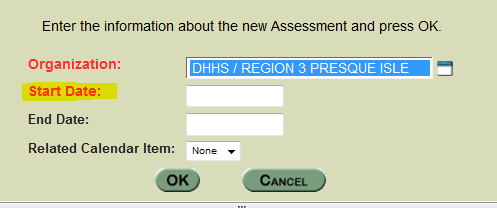 Enter the information about the new Assessment and press OK.
Organization: DHHS / REGION 3 PRESQUE ISLE
Start Date:
End Date:
Related Calendar Item: None
OK CANCEL